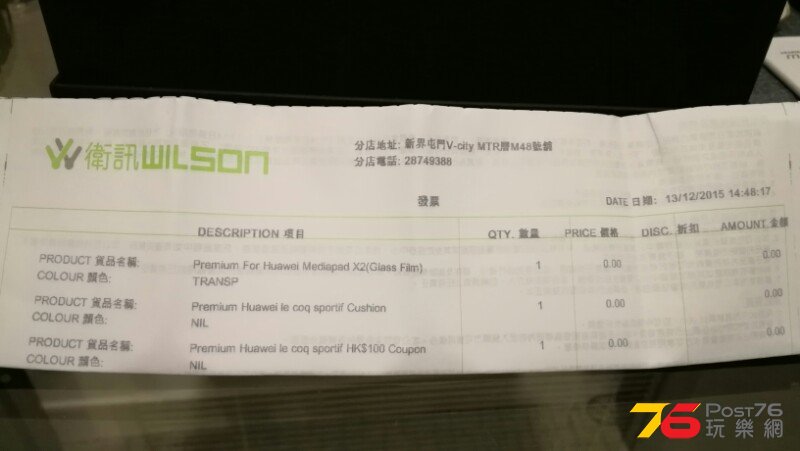 衛訊WILSON
分店地址: 新界屯門V-city MTR層M48號舖
分店電話: 28749388
發票
DATE 日期: 13/12/2015 14:48:17
DESCRIPTION 項目 QTY. 數量 PRICE 價格 DISC. 折扣 AMOUNT 金額
PRODUCT 貨品名稱: Premium For Huawei Mediapad X2(Glass Film) 1 0.00 0.00
COLOUR 顏色: TRANSP
PRODUCT 貨品名稱: Premium Huawei le coq sportif Cushion 1 0.00 0.00
COLOUR 顏色: NIL
PRODUCT 貨品名稱: Premium Huawei le coq sportif HK$100 Coupon 1 0.00 0.00
COLOUR 顏色: NIL
76 POST76
玩樂網